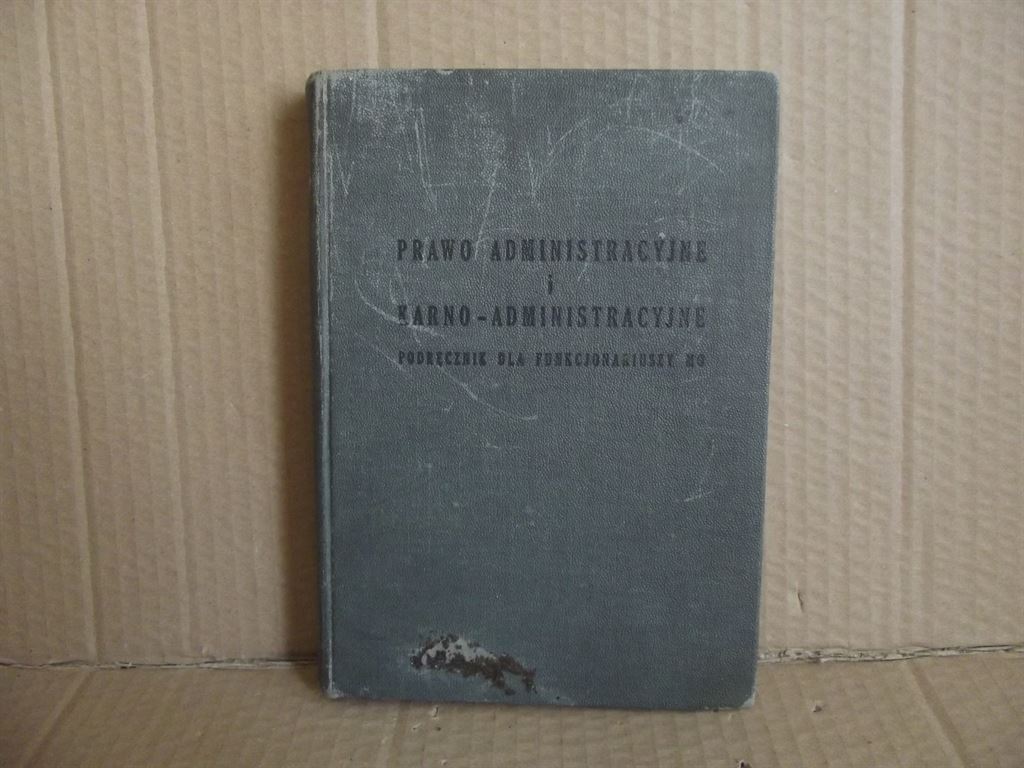 PRAWO ADMINISTRACYJNE
i
KARNO-ADMINISTRACYJNE
PODRĘCZNIK DLA FUNKCJONARIUSZY MO